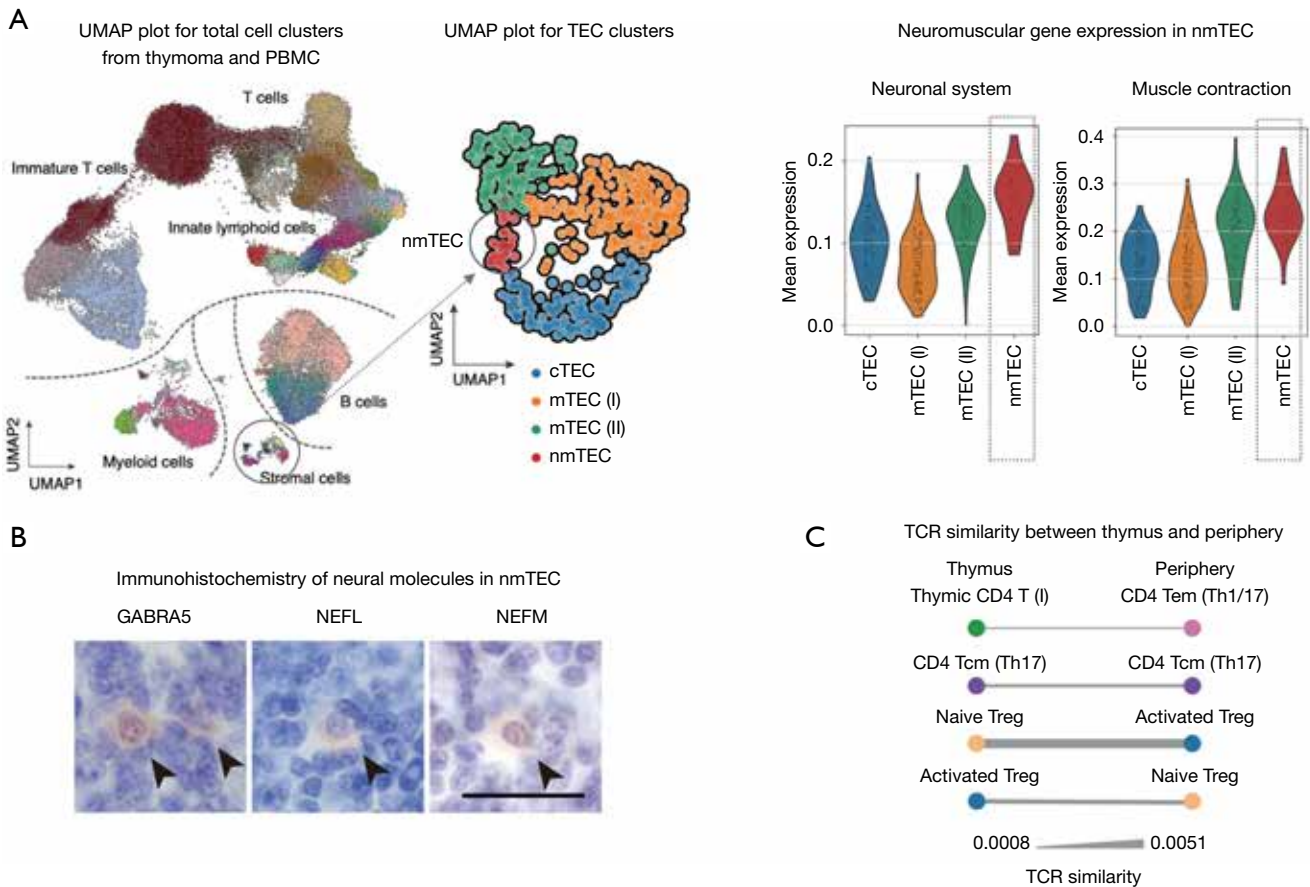 A
UMAP plot for total cell clusters
from thymoma and PBMC
T cells
Immature T cells
Innate lymphoid cells
B cells
Myeloid cells
Stromal cells
UMAP2
UMAP1
UMAP plot for TEC clusters
nmTEC
UMAP2
UMAP1
cTEC
mTEC (I)
mTEC (II)
nmTEC
Neuromuscular gene expression in nmTEC
Neuronal system
Mean expression
0.2
0.1
0.0
cTEC
mTEC (I)
mTEC (II)
nmTEC
Muscle contraction
Mean expression
0.4
0.3
0.2
0.1
0.0
cTEC
mTEC (I)
mTEC (II)
nmTEC
B
Immunohistochemistry of neural molecules in nmTEC
GABRA5 NEFL NEFM
C
TCR similarity between thymus and periphery
Thymus Periphery
Thymic CD4 T (I) CD4 Tem (Th1/17)
CD4 Tcm (Th17) CD4 Tcm (Th17)
Naive Treg Activated Treg
Activated Treg Naive Treg
0.0008 0.0051
TCR similarity